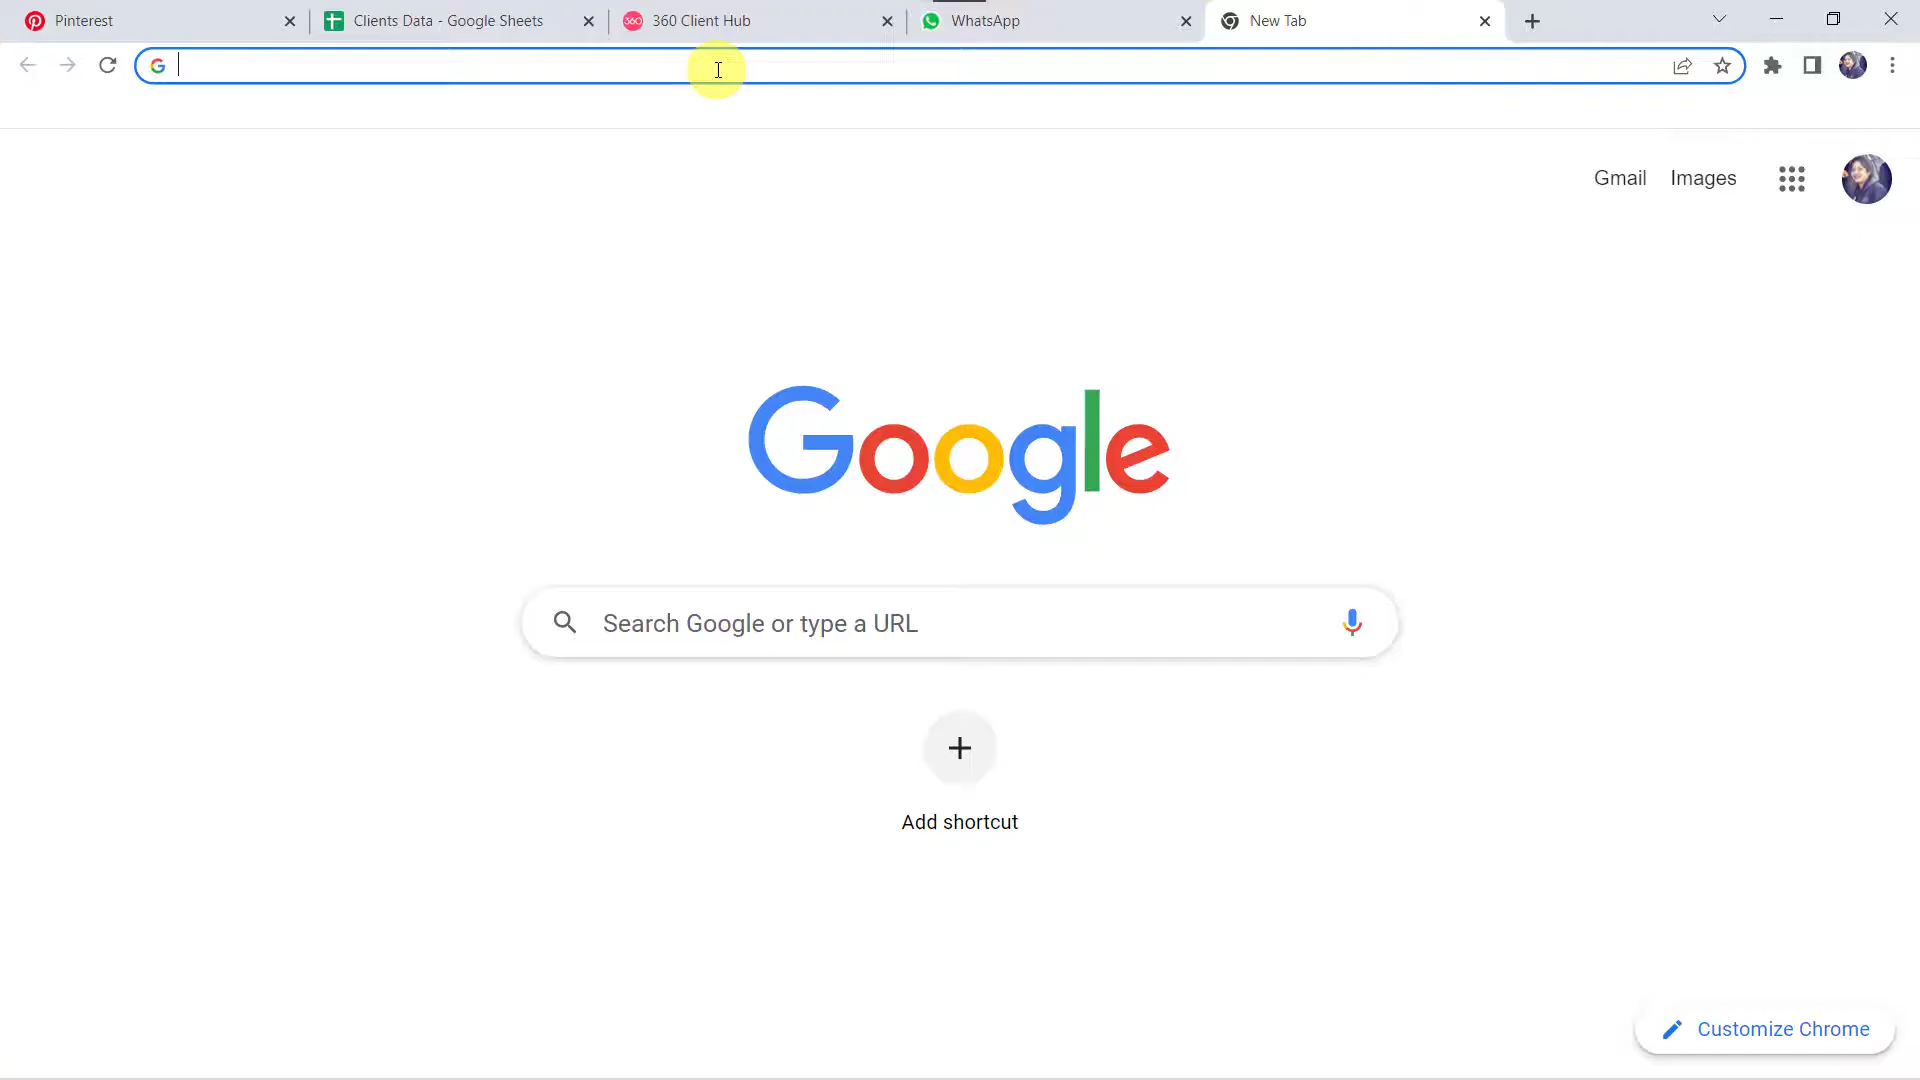 Pinterest
Clients Data - Google Sheets
360 360 Client Hub
WhatsApp
New Tab
G
Gmail Images
Google
Search Google or type a URL
Add shortcut
Customize Chrome